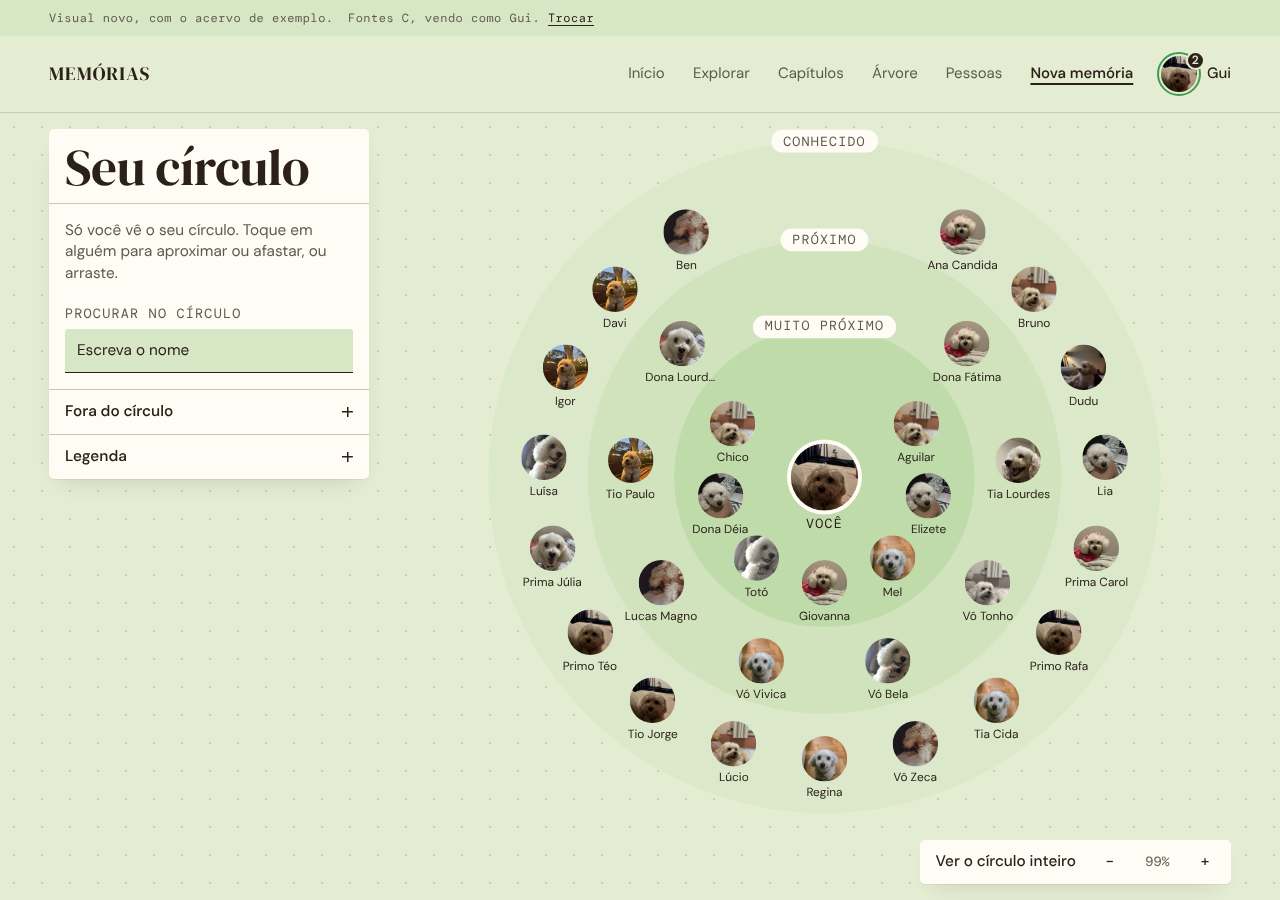 Visual novo, com o acervo de exemplo. Fontes C, vendo como Gui. Trocar
MEMÓRIAS
Início Explorar Capítulos Árvore Pessoas Nova memória 2 Gui
Seu círculo
Só você vê o seu círculo. Toque em
alguém para aproximar ou afastar, ou
arraste.
PROCURAR NO CÍRCULO
Escreva o nome
Fora do círculo +
Legenda +
CONHECIDO
PRÓXIMO
MUITO PRÓXIMO
Ben
Ana Candida
Davi
Bruno
Dona Lourd…
Dona Fátima
Igor
Dudu
Chico
Aguilar
Luísa
Tio Paulo
Tia Lourdes
Lia
VOCÊ
Dona Déia
Elizete
Prima Júlia
Totó
Mel
Prima Carol
Lucas Magno
Giovanna
Vô Tonho
Primo Téo
Primo Rafa
Vó Vivica
Vó Bela
Tio Jorge
Tia Cida
Lúcio
Vô Zeca
Regina
Ver o círculo inteiro − 99% +